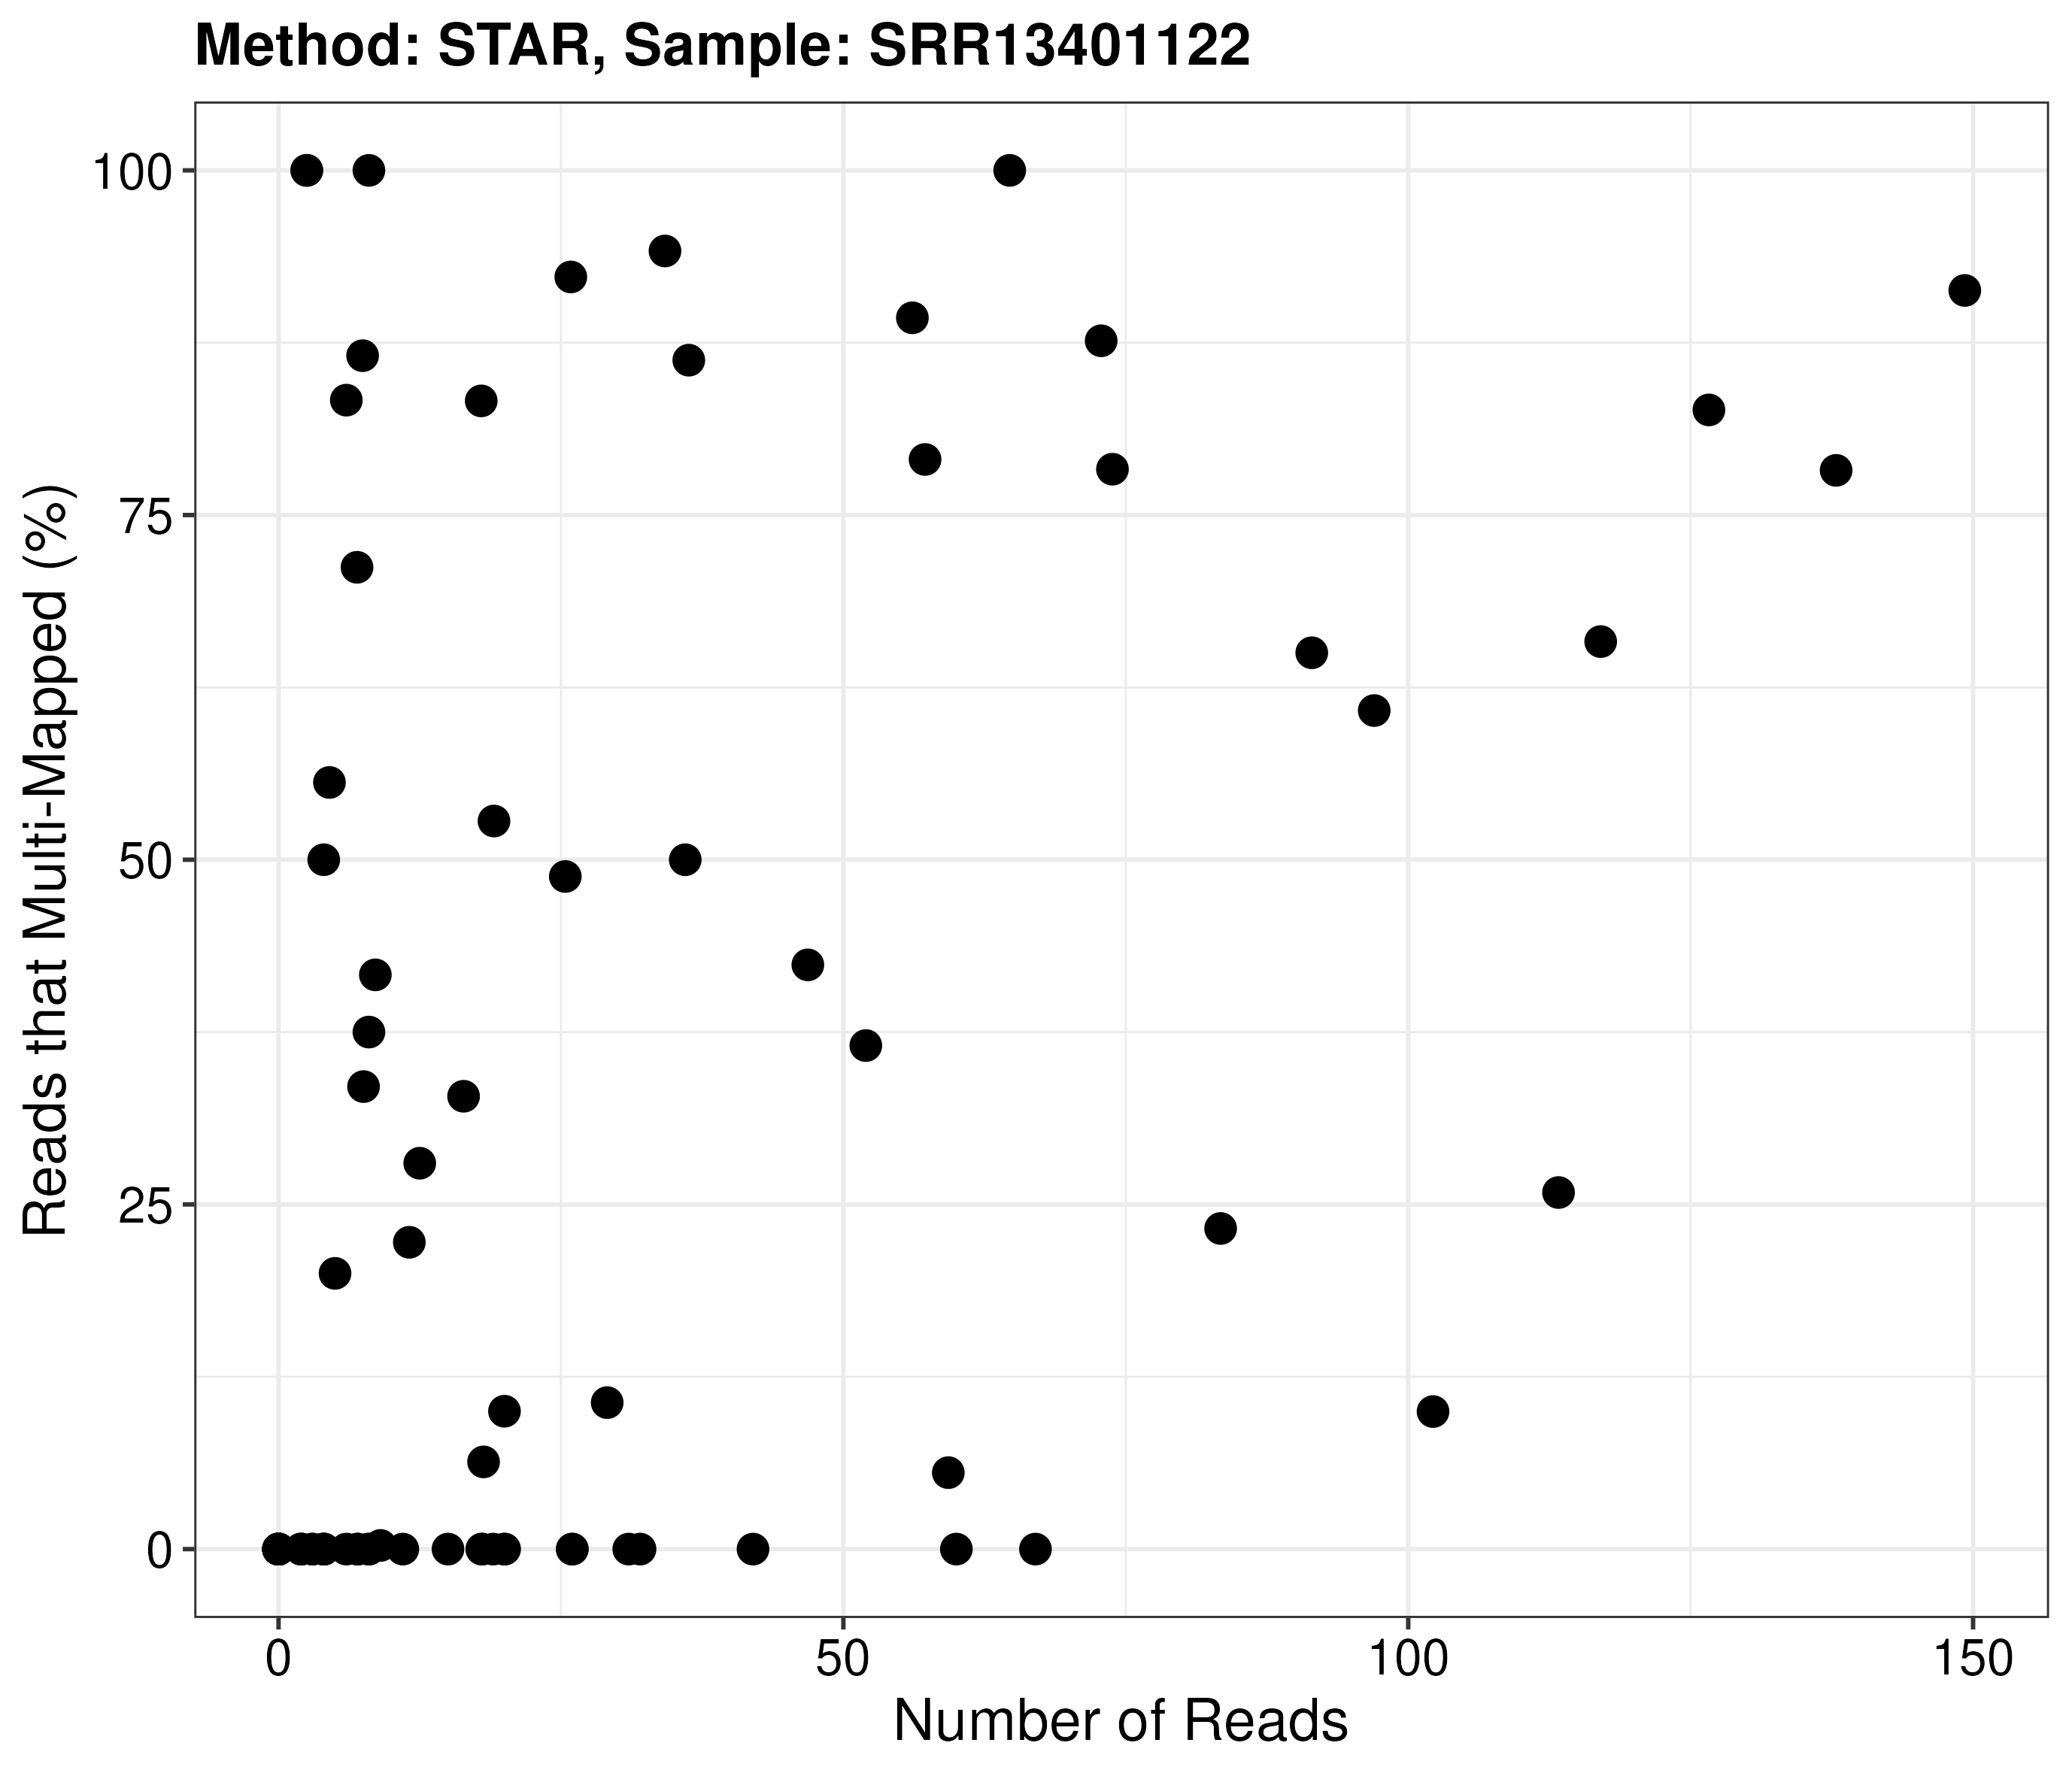 Method: STAR, Sample: SRR13401122
Reads that Multi-Mapped (%)
100
75
50
25
0
0 50 100 150
Number of Reads